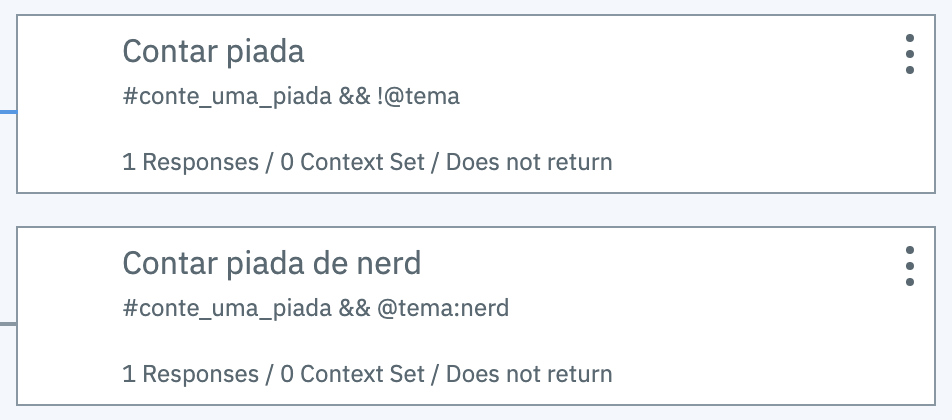 Contar piada
#conte_uma_piada && !@tema
1 Responses / 0 Context Set / Does not return
Contar piada de nerd
#conte_uma_piada && @tema:nerd
1 Responses / 0 Context Set / Does not return